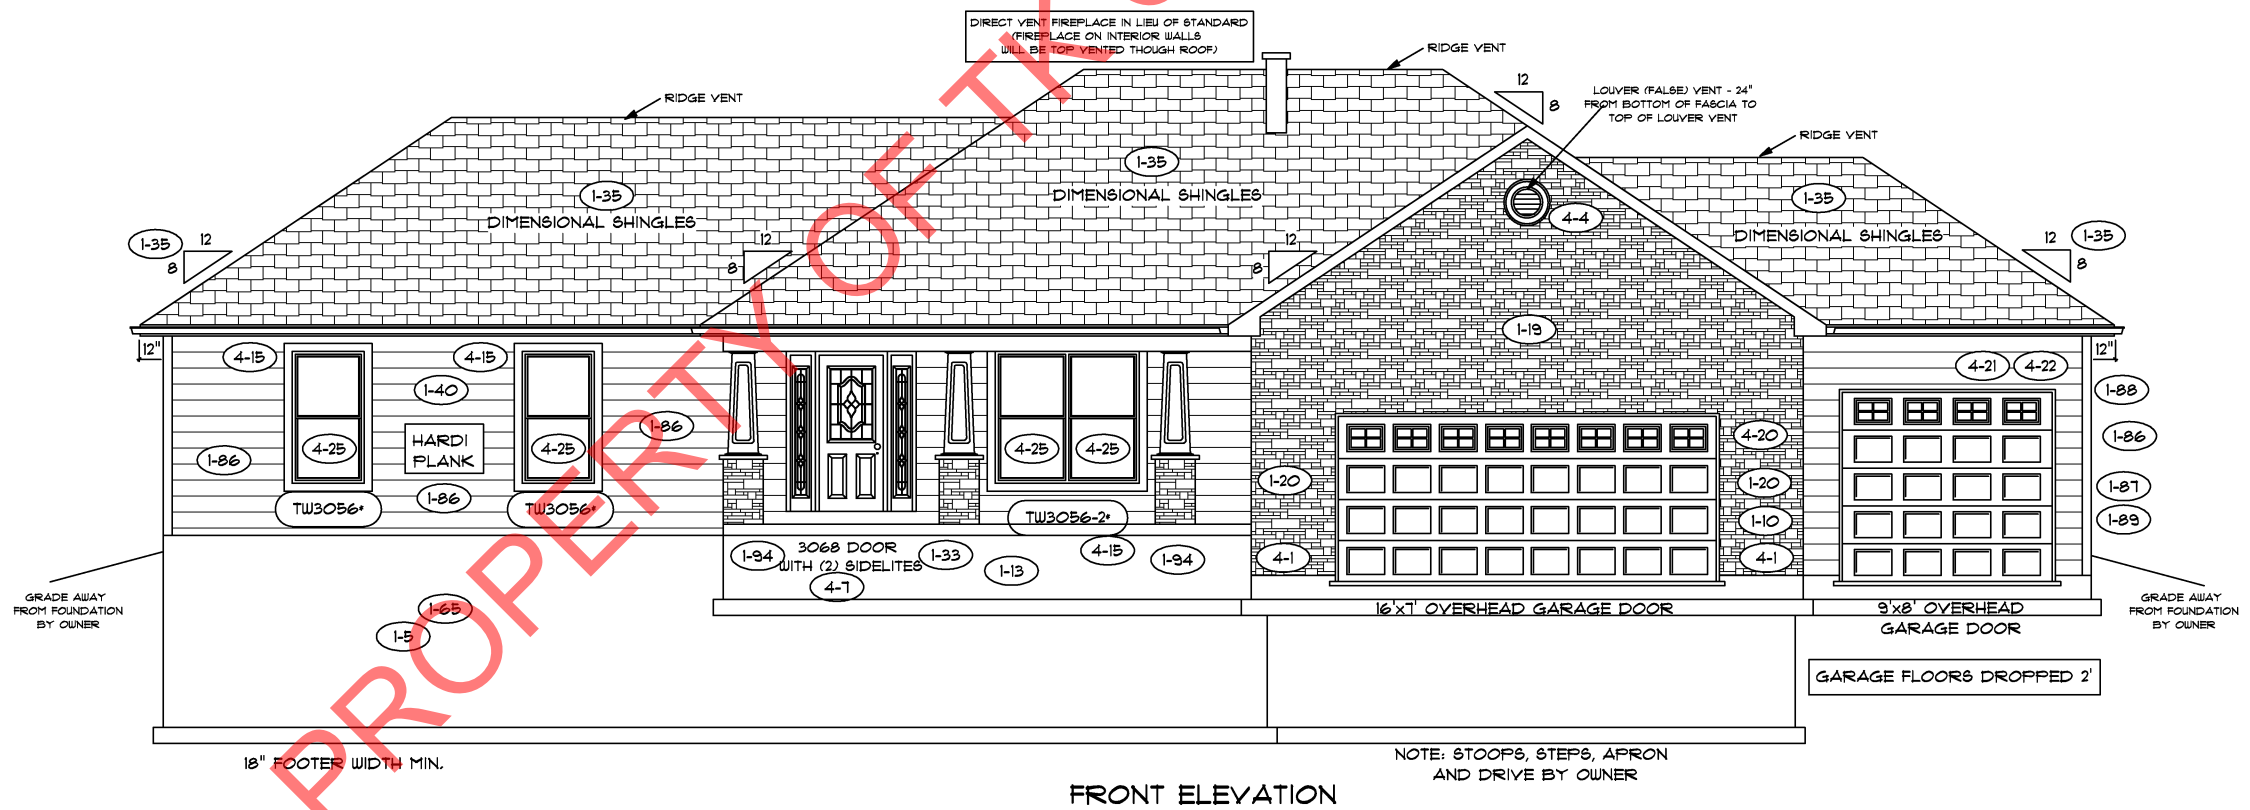 DIRECT VENT FIREPLACE IN LIEU OF STANDARD
(FIREPLACE ON INTERIOR WALLS
WILL BE TOP VENTED THOUGH ROOF)
RIDGE VENT
RIDGE VENT
12
8
LOUVER (FALSE) VENT - 24"
FROM BOTTOM OF FASCIA TO
TOP OF LOUVER VENT
RIDGE VENT
1-35
DIMENSIONAL SHINGLES
1-35
DIMENSIONAL SHINGLES
1-35
DIMENSIONAL SHINGLES
4-4
1-35
12
8
12
8
12
8
12
8
1-35
1-19
12"
4-15
4-15
1-40
1-86
1-86
HARDI
PLANK
4-25
4-25
1-86
TW3056*
TW3056*
4-25
4-25
TW3056-2*
4-15
12"
4-21
4-22
1-88
1-86
1-87
1-89
4-20
1-20
1-20
1-10
4-1
4-1
1-94
3068 DOOR
WITH (2) SIDELITES
4-7
1-33
1-13
1-94
GRADE AWAY
FROM FOUNDATION
BY OWNER
1-65
1-5
16'x7' OVERHEAD GARAGE DOOR
9'x8' OVERHEAD
GARAGE DOOR
GRADE AWAY
FROM FOUNDATION
BY OWNER
GARAGE FLOORS DROPPED 2'
18" FOOTER WIDTH MIN.
NOTE: STOOPS, STEPS, APRON
AND DRIVE BY OWNER
FRONT ELEVATION
PROPERTY OF TK